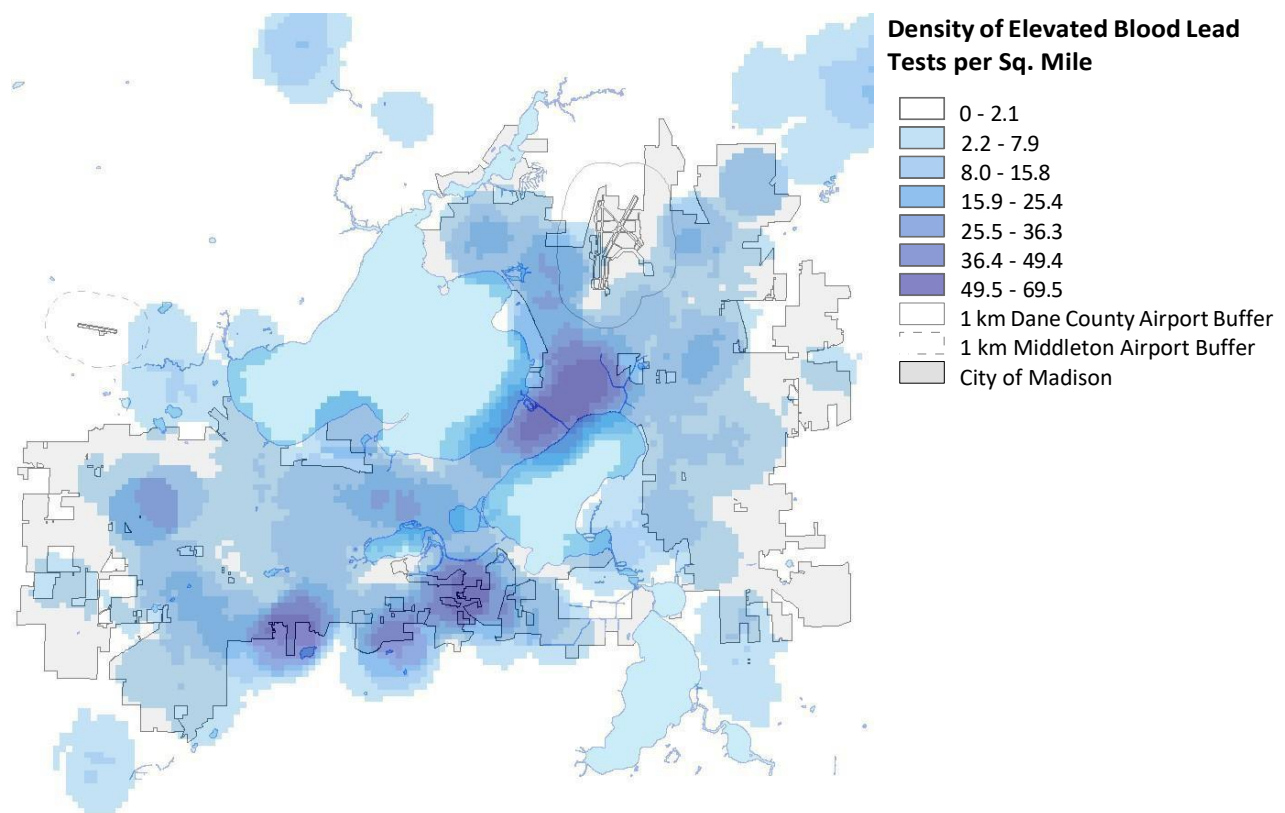 Density of Elevated Blood Lead
Tests per Sq. Mile
0 - 2.1
2.2 - 7.9
8.0 - 15.8
15.9 - 25.4
25.5 - 36.3
36.4 - 49.4
49.5 - 69.5
1 km Dane County Airport Buffer
1 km Middleton Airport Buffer
City of Madison